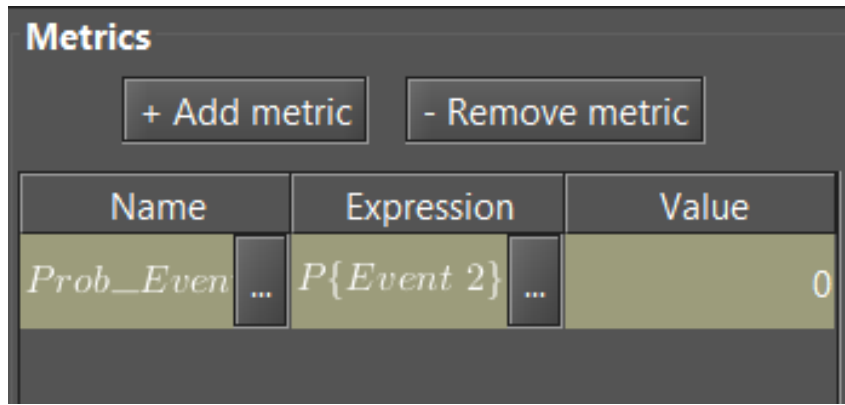 Metrics
+ Add metric - Remove metric
Name Expression Value
Prob_Even ... P{Event 2} ... 0